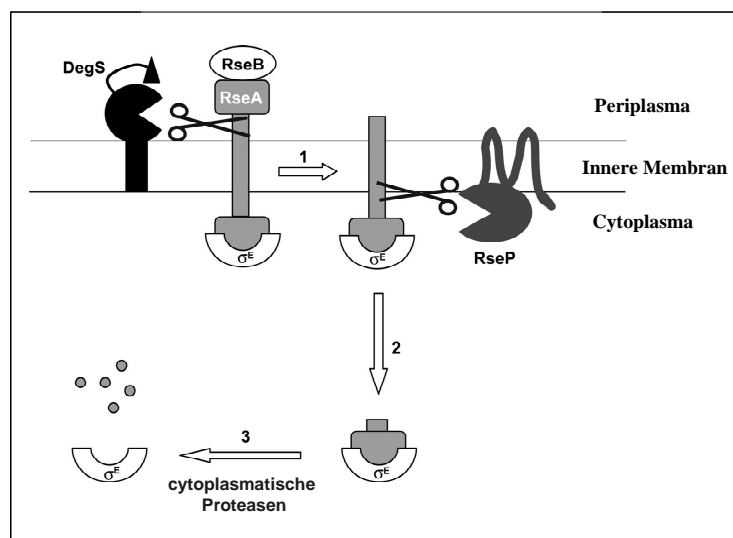 DegS
RseB
RseA
Periplasma
1
Innere Membran
Cytoplasma
σE
σE
RseP
2
3
σE
σE
cytoplasmatische
Proteasen